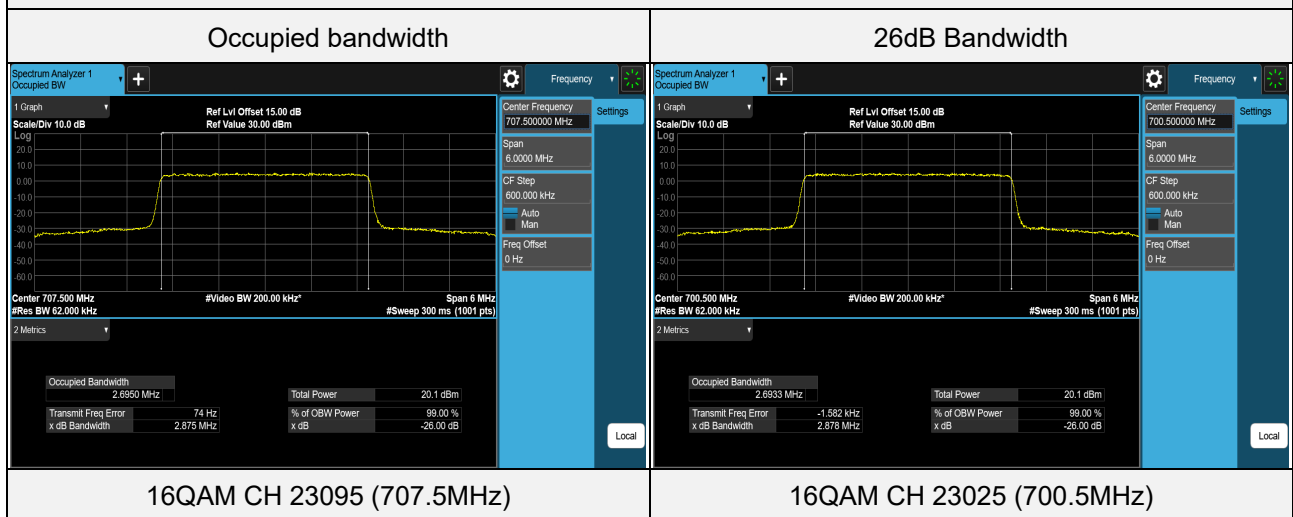 Occupied bandwidth
26dB Bandwidth
Spectrum Analyzer 1
Occupied BW
Frequency
1 Graph
Scale/Div 10.0 dB
Ref Lvl Offset 15.00 dB
Ref Value 30.00 dBm
Log
20.0
10.0
0.00
-10.0
-20.0
-30.0
-40.0
-50.0
-60.0
Center 707.500 MHz
#Res BW 62.000 kHz
#Video BW 200.00 kHz*
Span 6 MHz
#Sweep 300 ms (1001 pts)
Center Frequency
707.500000 MHz
Span
6.0000 MHz
CF Step
600.000 kHz
Auto
Man
Freq Offset
0 Hz
Settings
Local
2 Metrics
Occupied Bandwidth
2.6950 MHz
Total Power 20.1 dBm
Transmit Freq Error 74 Hz
% of OBW Power 99.00 %
x dB Bandwidth 2.875 MHz
x dB -26.00 dB
Spectrum Analyzer 1
Occupied BW
Frequency
1 Graph
Scale/Div 10.0 dB
Ref Lvl Offset 15.00 dB
Ref Value 30.00 dBm
Log
20.0
10.0
0.00
-10.0
-20.0
-30.0
-40.0
-50.0
-60.0
Center 700.500 MHz
#Res BW 62.000 kHz
#Video BW 200.00 kHz*
Span 6 MHz
#Sweep 300 ms (1001 pts)
Center Frequency
700.500000 MHz
Span
6.0000 MHz
CF Step
600.000 kHz
Auto
Man
Freq Offset
0 Hz
Settings
Local
2 Metrics
Occupied Bandwidth
2.6933 MHz
Total Power 20.1 dBm
Transmit Freq Error -1.582 kHz
% of OBW Power 99.00 %
x dB Bandwidth 2.878 MHz
x dB -26.00 dB
16QAM CH 23095 (707.5MHz)
16QAM CH 23025 (700.5MHz)